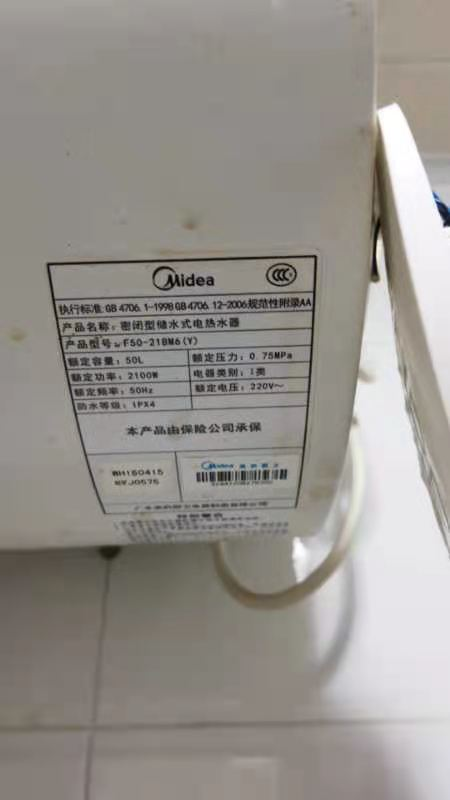 Midea
CCC
执行标准:GB 4706.1-1998 GB 4706.12-2006规范性附录AA
产品名称:密闭型储水式电热水器
产品型号:F50-21BM6(Y)
额定容量:50L 额定压力:0.75MPa
额定功率:2100W 电器类别:I类
额定频率:50Hz 额定电压:220V~
防水等级:IPX4
本产品由保险公司承保
WH150415
Midea